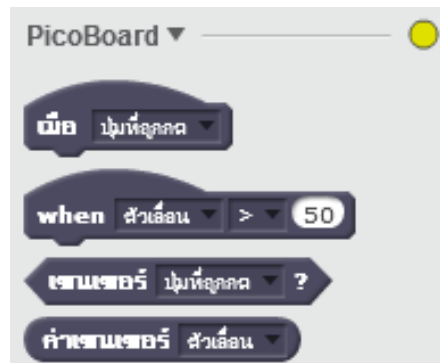 PicoBoard
เมื่อ ปุ่มที่ถูกกด
when ตัวเลื่อน > 50
เซนเซอร์ ปุ่มที่ถูกกด ?
ค่าเซนเซอร์ ตัวเลื่อน